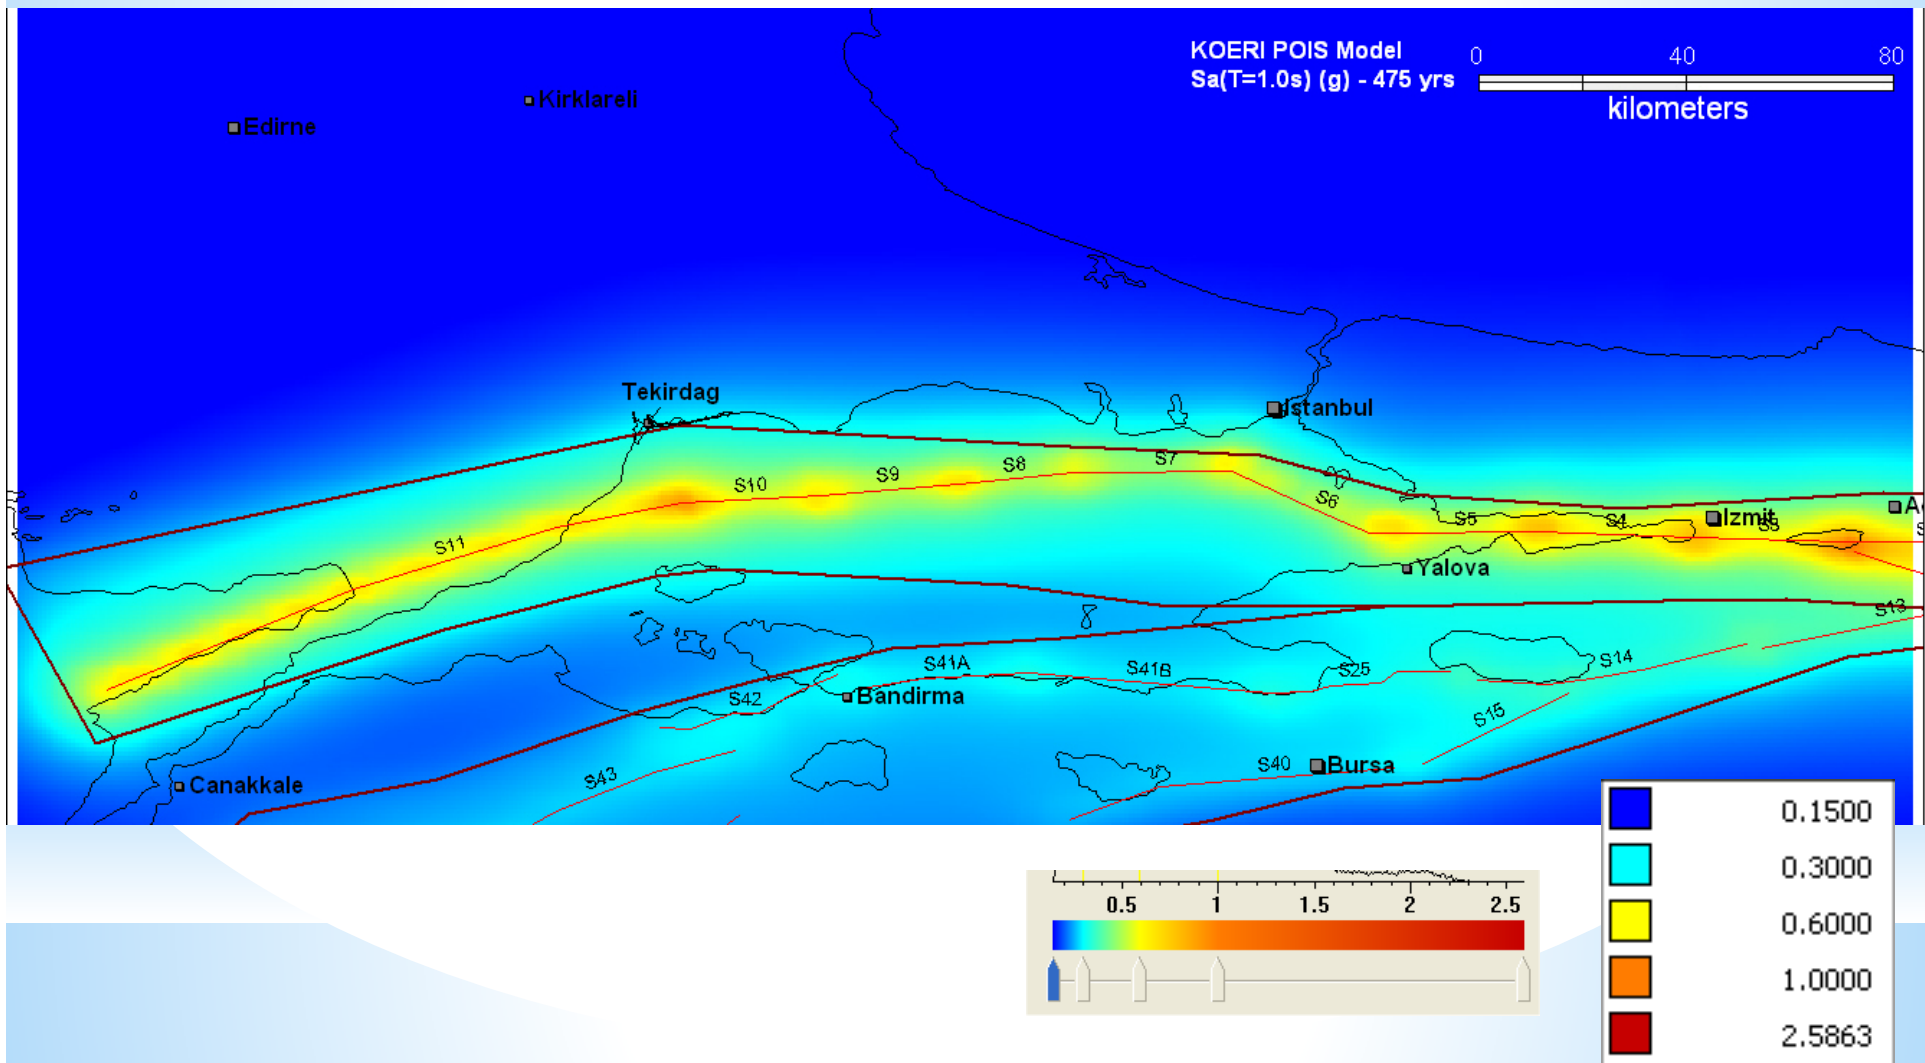 KOERI POIS Model
Sa(T=1.0s) (g) - 475 yrs
0 40 80
kilometers
Kirklareli
Edirne
Tekirdag
Istanbul
S8
S7
S9
S10
S6
S5
S4
S3
Izmit
S11
Yalova
S13
S41A
S41B
S25
S14
S42
Bandirma
S15
S43
S40
Bursa
Canakkale
0.5 1 1.5 2 2.5
0.1500
0.3000
0.6000
1.0000
2.5863